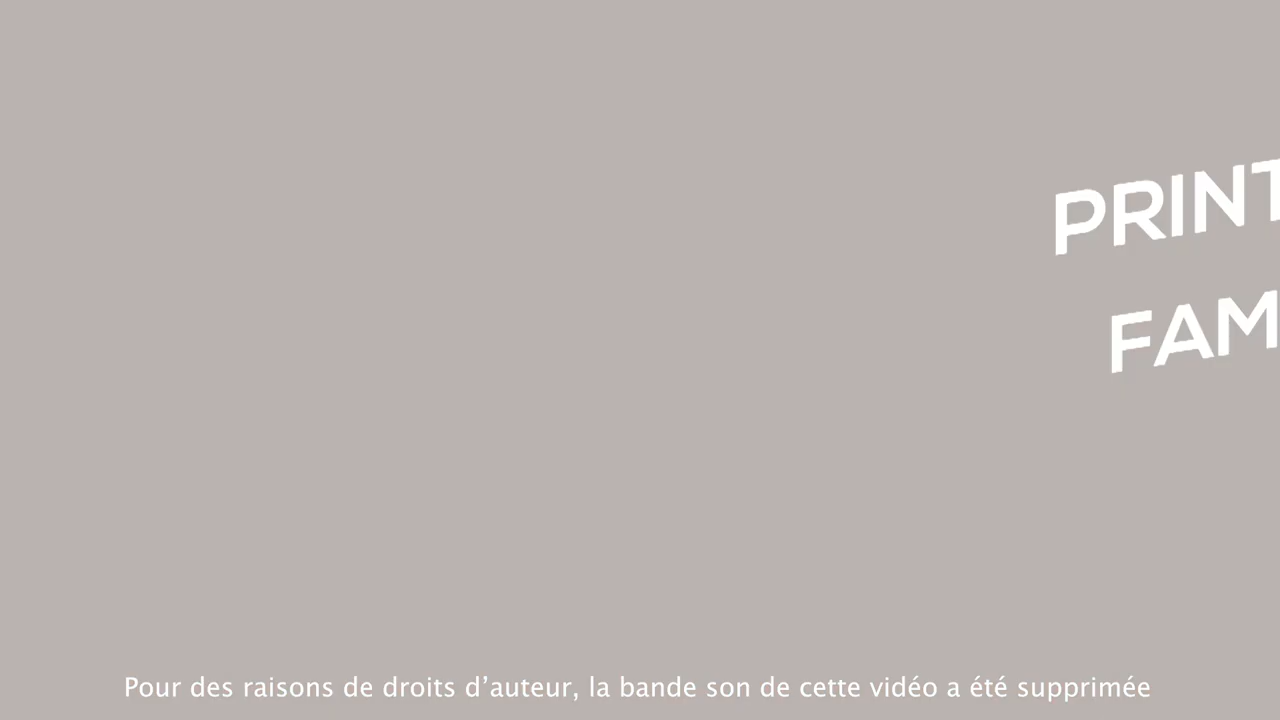 PRINT
FAM
Pour des raisons de droits d’auteur, la bande son de cette vidéo a été supprimée